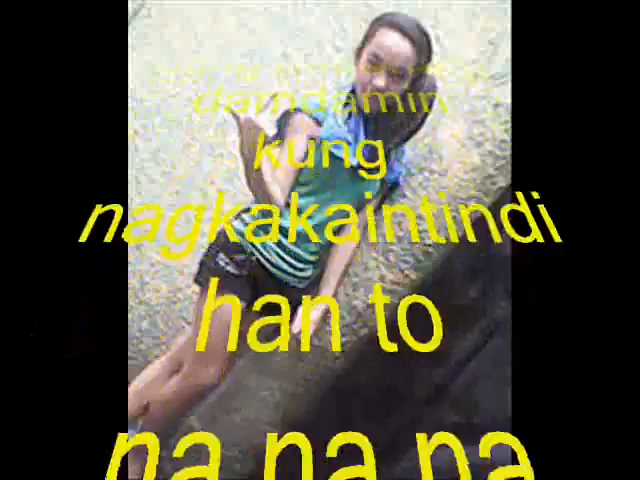 damdamin
kung
nagkakaintindi
han to
na na na